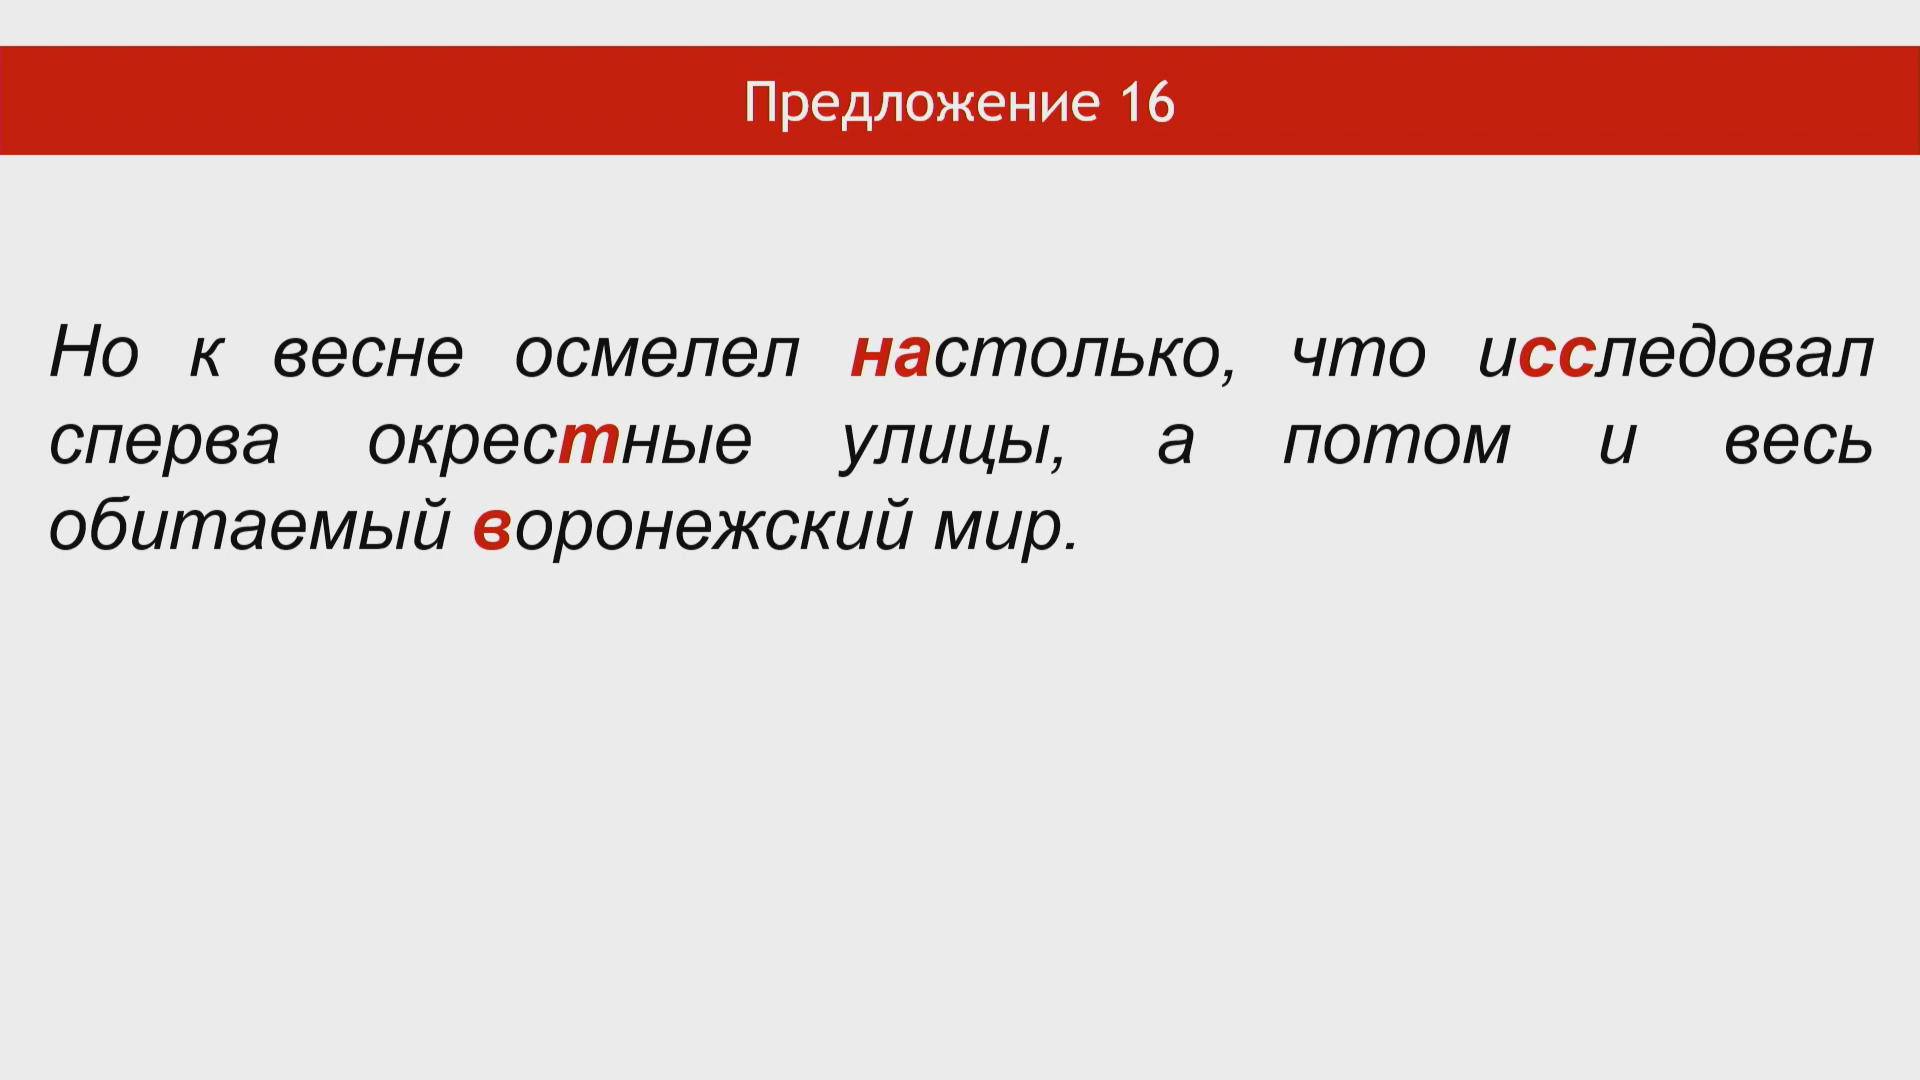 Предложение 16
Но к весне осмелел настолько, что исследовал
сперва окрестные улицы, а потом и весь
обитаемый воронежский мир.